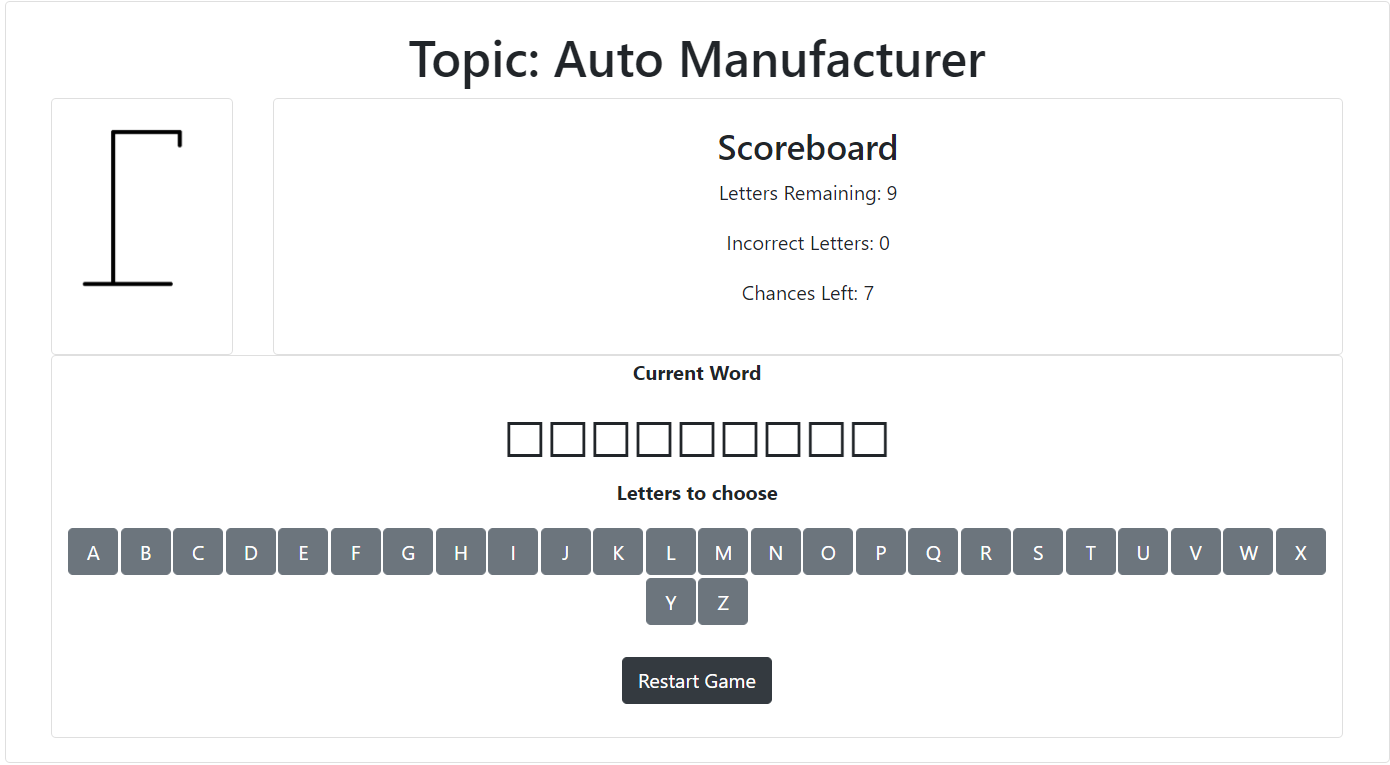 Topic: Auto Manufacturer
Scoreboard
Letters Remaining: 9
Incorrect Letters: 0
Chances Left: 7
Current Word
Letters to choose
A B C D E F G H I J K L M N O P Q R S T U V W X
Y Z
Restart Game